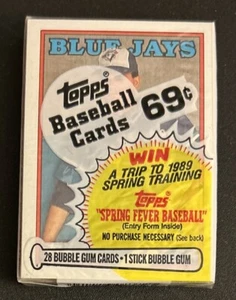 BLUE JAYS
Topps
Baseball
Cards
69¢
WIN
A TRIP TO 1989
SPRING TRAINING
Topps
"SPRING FEVER BASEBALL"
(Entry Form Inside)
NO PURCHASE NECESSARY (See back)
28 BUBBLE GUM CARDS • 1 STICK BUBBLE GUM